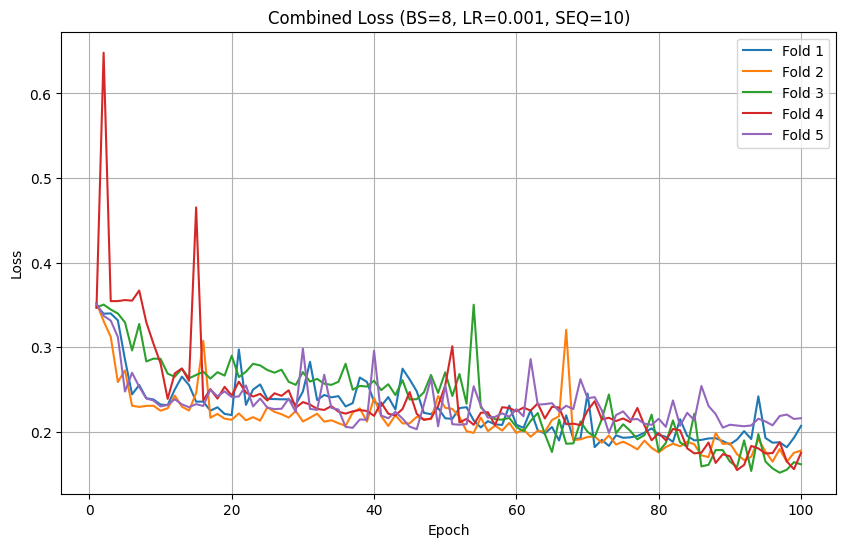 Combined Loss (BS=8, LR=0.001, SEQ=10)
Fold 1
Fold 2
Fold 3
Fold 4
Fold 5
Loss
0.6
0.5
0.4
0.3
0.2
0 20 40 60 80 100
Epoch